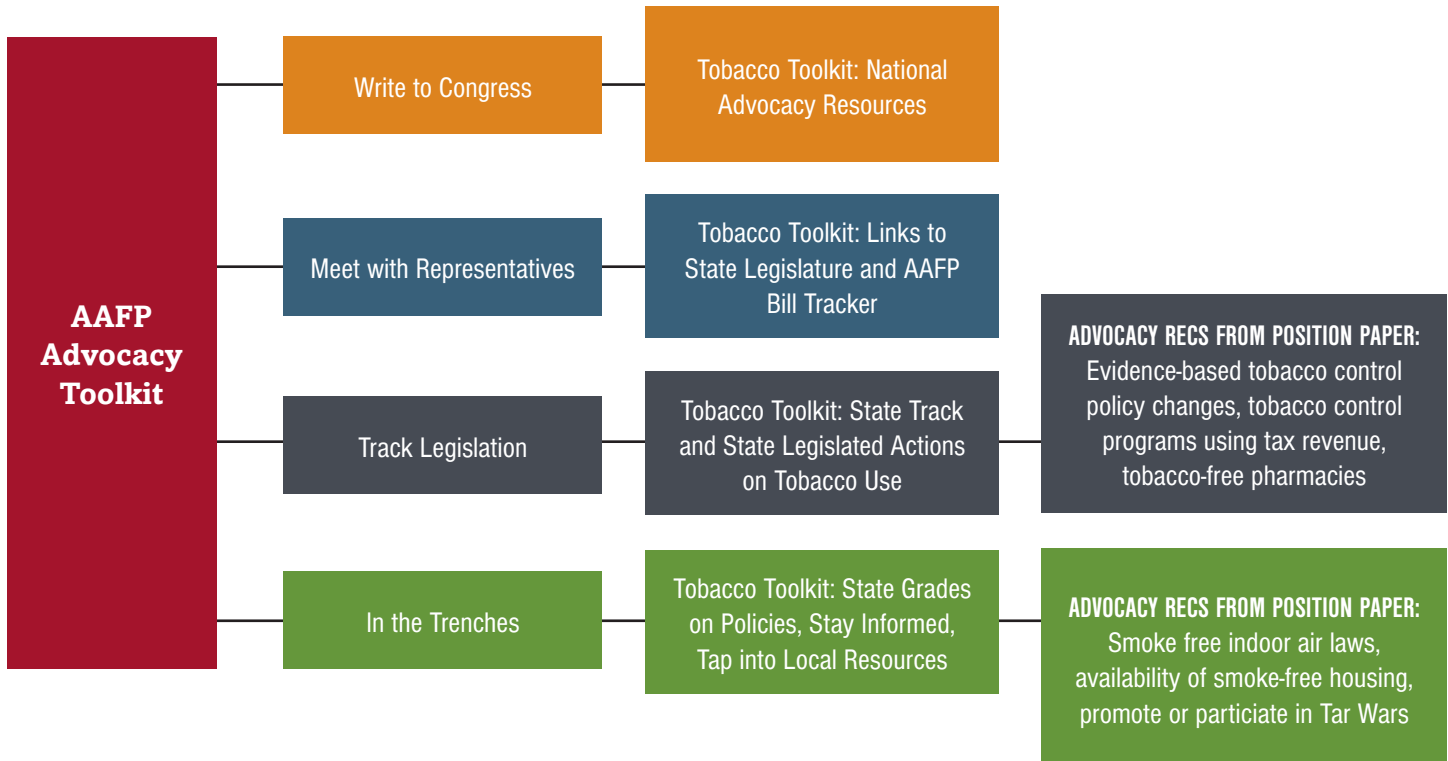 AAFP
Advocacy
Toolkit
Write to Congress
Tobacco Toolkit: National
Advocacy Resources
Meet with Representatives
Tobacco Toolkit: Links to
State Legislature and AAFP
Bill Tracker
Track Legislation
Tobacco Toolkit: State Track
and State Legislated Actions
on Tobacco Use
ADVOCACY RECS FROM POSITION PAPER:
Evidence-based tobacco control
policy changes, tobacco control
programs using tax revenue,
tobacco-free pharmacies
In the Trenches
Tobacco Toolkit: State Grades
on Policies, Stay Informed,
Tap into Local Resources
ADVOCACY RECS FROM POSITION PAPER:
Smoke free indoor air laws,
availability of smoke-free housing,
promote or particiate in Tar Wars